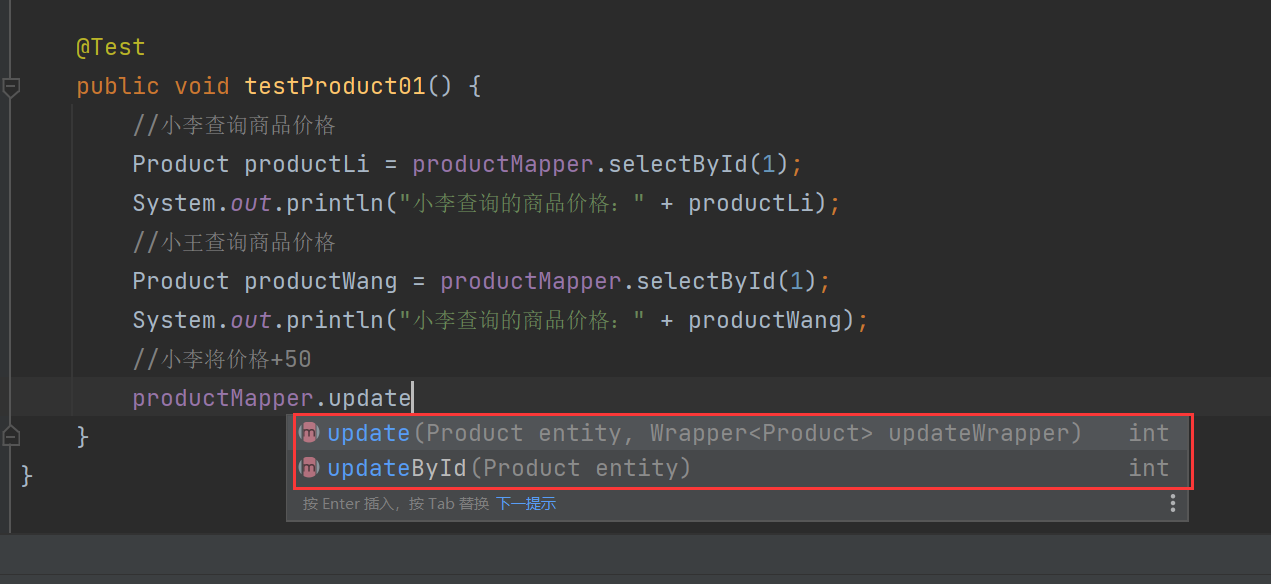 @Test
public void testProduct01() {
//小李查询商品价格
Product productLi = productMapper.selectById(1);
System.out.println("小李查询的商品价格：" + productLi);
//小王查询商品价格
Product productWang = productMapper.selectById(1);
System.out.println("小李查询的商品价格：" + productWang);
//小李将价格+50
productMapper.update
update(Product entity, Wrapper<Product> updateWrapper) int
updateById(Product entity) int
按 Enter 插入，按 Tab 替换 下一提示
}
}